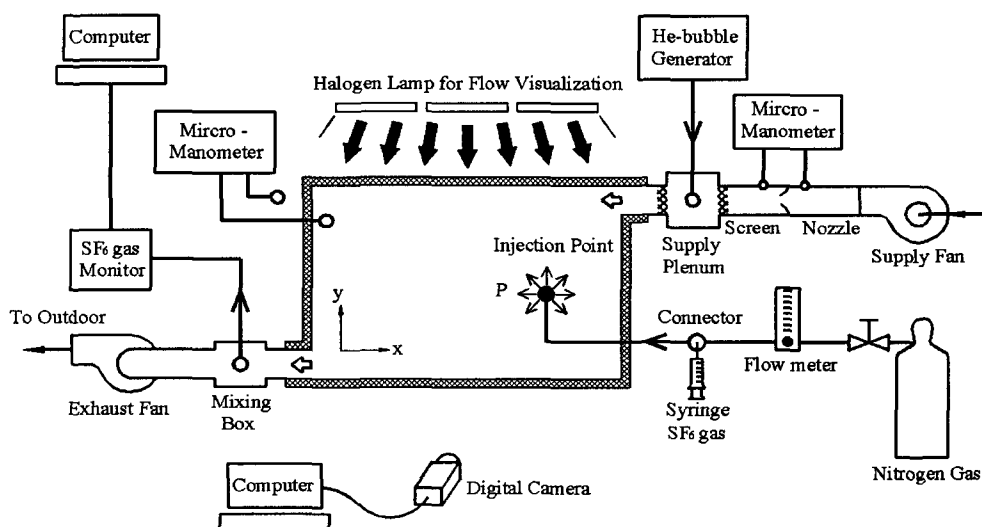 Computer
He-bubble
Generator
Halogen Lamp for Flow Visualization
Mircro -
Manometer
Mircro -
Manometer
SF6 gas
Monitor
Injection Point
P
Supply
Plenum
Screen
Nozzle
Supply Fan
y
x
To Outdoor
Connector
Flow meter
Exhaust Fan
Mixing
Box
Syringe
SF6 gas
Nitrogen Gas
Computer
Digital Camera